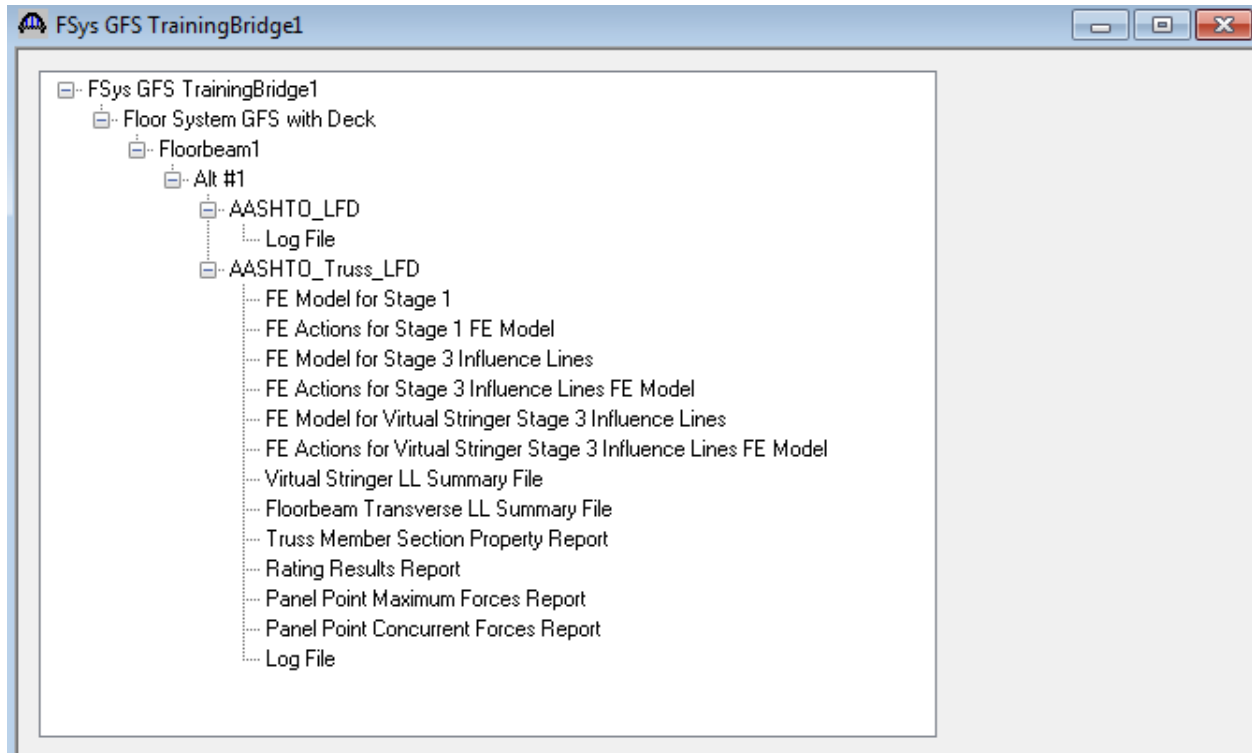 FSys GFS TrainingBridge1
FSys GFS TrainingBridge1
Floor System GFS with Deck
Floorbeam1
Alt #1
AASHTO_LFD
Log File
AASHTO_Truss_LFD
FE Model for Stage 1
FE Actions for Stage 1 FE Model
FE Model for Stage 3 Influence Lines
FE Actions for Stage 3 Influence Lines FE Model
FE Model for Virtual Stringer Stage 3 Influence Lines
FE Actions for Virtual Stringer Stage 3 Influence Lines FE Model
Virtual Stringer LL Summary File
Floorbeam Transverse LL Summary File
Truss Member Section Property Report
Rating Results Report
Panel Point Maximum Forces Report
Panel Point Concurrent Forces Report
Log File